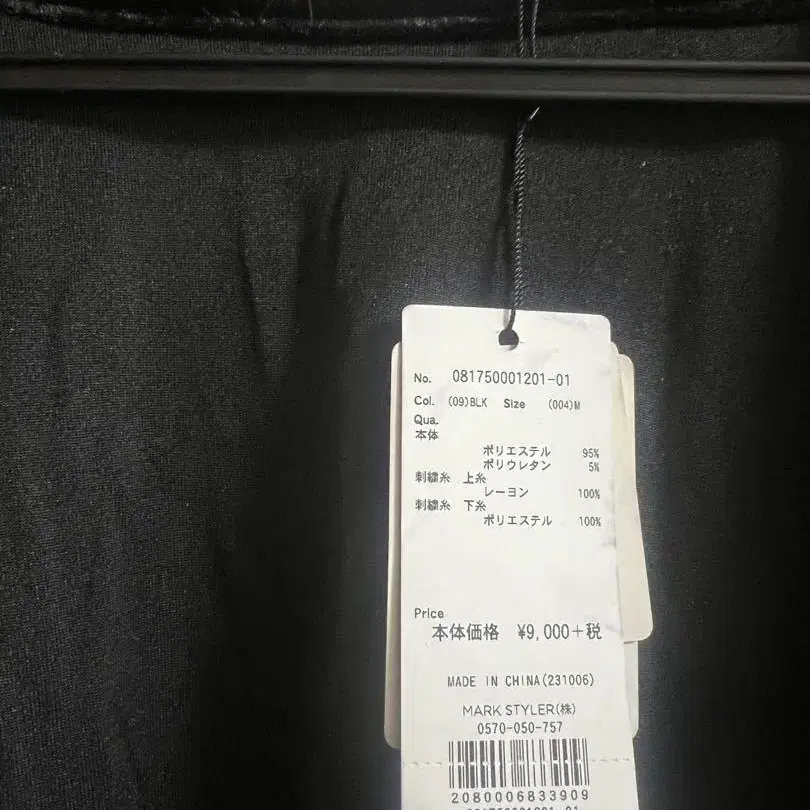 No. 081750001201-01
Col. (09)BLK Size (004)M
Qua.
本体
ポリエステル 95%
ポリウレタン 5%
刺繍糸 上糸
レーヨン 100%
刺繍糸 下糸
ポリエステル 100%
Price
本体価格 ¥9,000+税
MADE IN CHINA(231006)
MARK STYLER(株)
0570-050-757
2080006833909